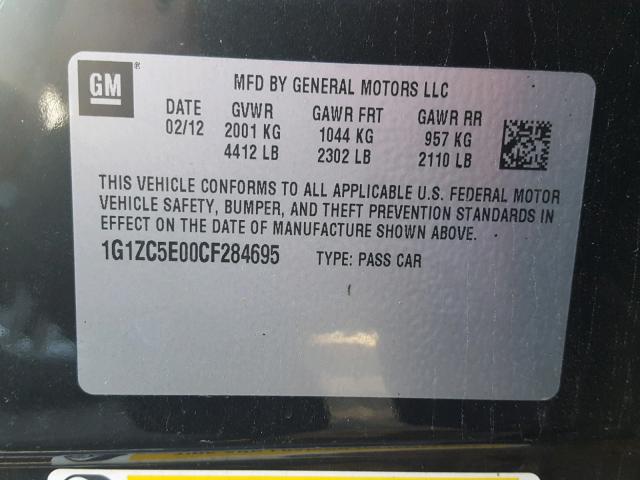 GM ®
MFD BY GENERAL MOTORS LLC
DATE GVWR GAWR FRT GAWR RR
02/12 2001 KG 1044 KG 957 KG
4412 LB 2302 LB 2110 LB
THIS VEHICLE CONFORMS TO ALL APPLICABLE U.S. FEDERAL MOTOR
VEHICLE SAFETY, BUMPER, AND THEFT PREVENTION STANDARDS IN
EFFECT ON THE DATE OF MANUFACTURE SHOWN ABOVE.
1G1ZC5E00CF284695 TYPE: PASS CAR